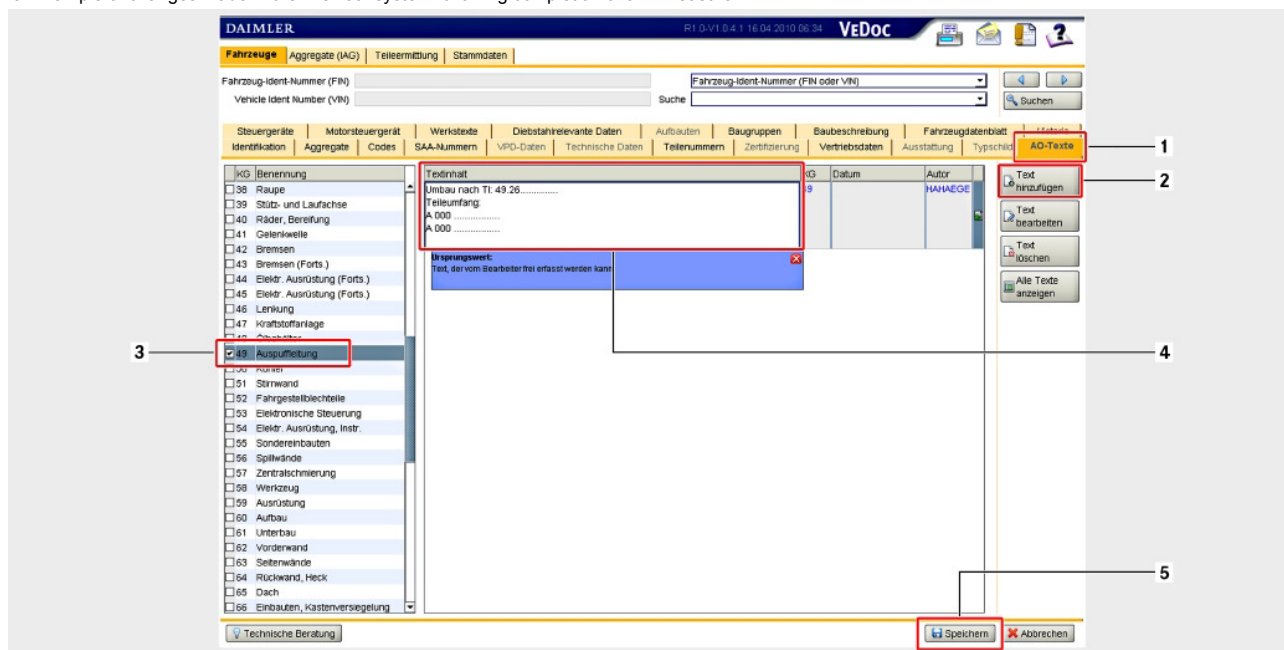 DAIMLER R1.0-V1.0.4.1 16.04.2010 06:34 VEDOC
Fahrzeuge Aggregate (IAG) Teileermittlung Stammdaten
Fahrzeug-Ident-Nummer (FIN) Fahrzeug-Ident-Nummer (FIN oder VIN)
Vehicle Ident Number (VIN) Suche Suchen
Steuergeräte Motorsteuergerät Werkstexte Diebstahlrelevante Daten Aufbauten Baugruppen Baubeschreibung Fahrzeugdatenblatt
Identifikation Aggregate Codes SAA-Nummern VPD-Daten Technische Daten Teilenummern Zertifizierung Vertriebsdaten Ausstattung Typschild AO-Texte 1
KG Benennung Textinhalt KG Datum Autor
Text hinzufügen 2
38 Raupe
Umbau nach TI: 49.26............. HAHAEGE
39 Stütz- und Laufachse
Teileumfang:
40 Räder, Bereifung
A 000 ................
Text bearbeiten
41 Gelenkwelle
A 000 ................
42 Bremsen
Text löschen
43 Bremsen (Forts.)
Ursprungswert:
Text, der vom Bearbeiter frei erfasst werden kann
44 Elektr. Ausrüstung (Forts.)
Alle Texte anzeigen
45 Elektr. Ausrüstung (Forts.)
46 Lenkung
47 Kraftstoffanlage
3 49 Auspuffleitung 4
51 Stirnwand
52 Fahrgestellblechteile
53 Elektronische Steuerung
54 Elektr. Ausrüstung, Instr.
55 Sondereinbauten
56 Spillwände
57 Zentralschmierung
58 Werkzeug
59 Ausrüstung
60 Aufbau
61 Unterbau
62 Vorderwand
63 Seitenwände
64 Rückwand, Heck
5
65 Dach
66 Einbauten, Kastenversiegelung
Technische Beratung Speichern Abbrechen